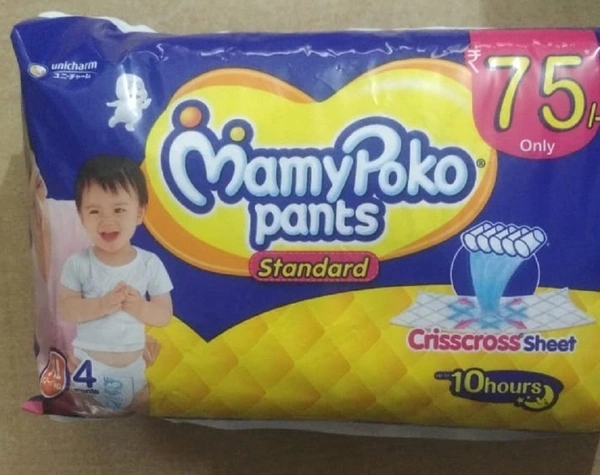 unicharm
ユニ・チャーム
₹
75/-
Only
MamyPoko®
pants
Standard
Crisscross Sheet
10hours
4